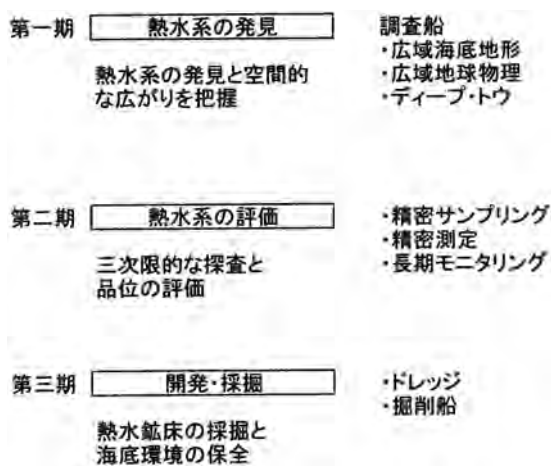 第一期 熱水系の発見
熱水系の発見と空間的
な広がりを把握
調査船
・広域海底地形
・広域地球物理
・ディープ・トウ
第二期 熱水系の評価
三次限的な探査と
品位の評価
・精密サンプリング
・精密測定
・長期モニタリング
第三期 開発・採掘
熱水鉱床の採掘と
海底環境の保全
・ドレッジ
・掘削船